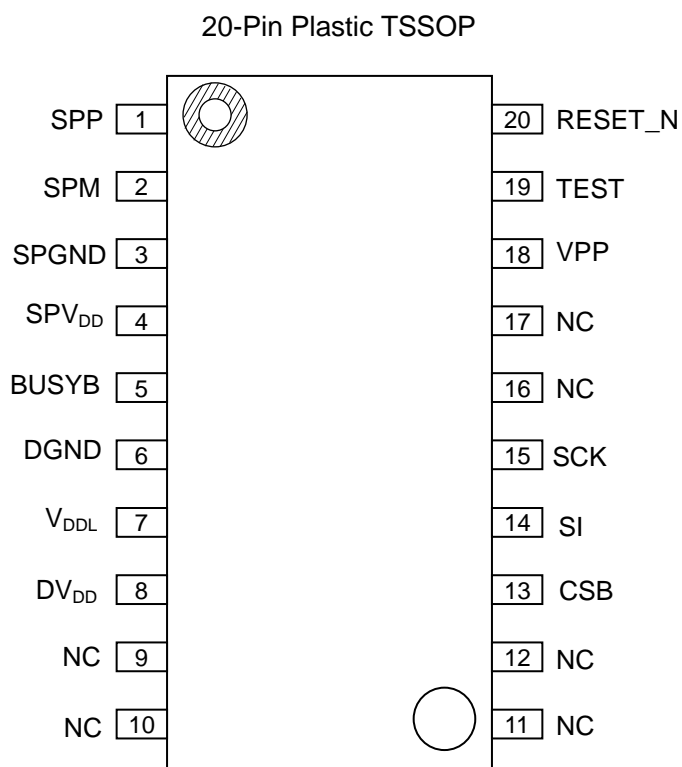 20-Pin Plastic TSSOP
SPP 1 20 RESET_N
SPM 2 19 TEST
SPGND 3 18 VPP
SPVDD 4 17 NC
BUSYB 5 16 NC
DGND 6 15 SCK
VDDL 7 14 SI
DVDD 8 13 CSB
NC 9 12 NC
NC 10 11 NC